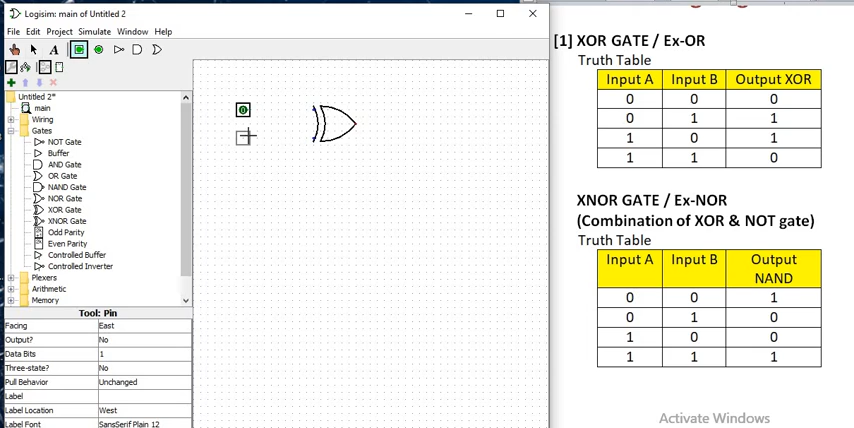 Logisim: main of Untitled 2
File Edit Project Simulate Window Help
A
Untitled 2*
main
Wiring
Gates
NOT Gate
Buffer
AND Gate
OR Gate
NAND Gate
NOR Gate
XOR Gate
XNOR Gate
Odd Parity
Even Parity
Controlled Buffer
Controlled Inverter
Plexers
Arithmetic
Memory
Tool: Pin
Facing East
Output? No
Data Bits 1
Three-state? No
Pull Behavior Unchanged
Label
Label Location West
Label Font SansSerif Plain 12
0
[1] XOR GATE / Ex-OR
Truth Table
Input A Input B Output XOR
0 0 0
0 1 1
1 0 1
1 1 0
XNOR GATE / Ex-NOR
(Combination of XOR & NOT gate)
Truth Table
Input A Input B Output
NAND
0 0 1
0 1 0
1 0 0
1 1 1
Activate Windows